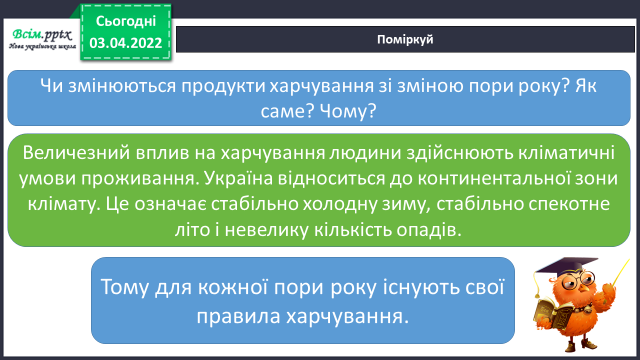 Всім.pptx
Нова українська школа
Сьогодні
03.04.2022
Поміркуй
Чи змінюються продукти харчування зі зміною пори року? Як
саме? Чому?
Величезний вплив на харчування людини здійснюють кліматичні
умови проживання. Україна відноситься до континентальної зони
клімату. Це означає стабільно холодну зиму, стабільно спекотне
літо і невелику кількість опадів.
Тому для кожної пори року існують свої
правила харчування.